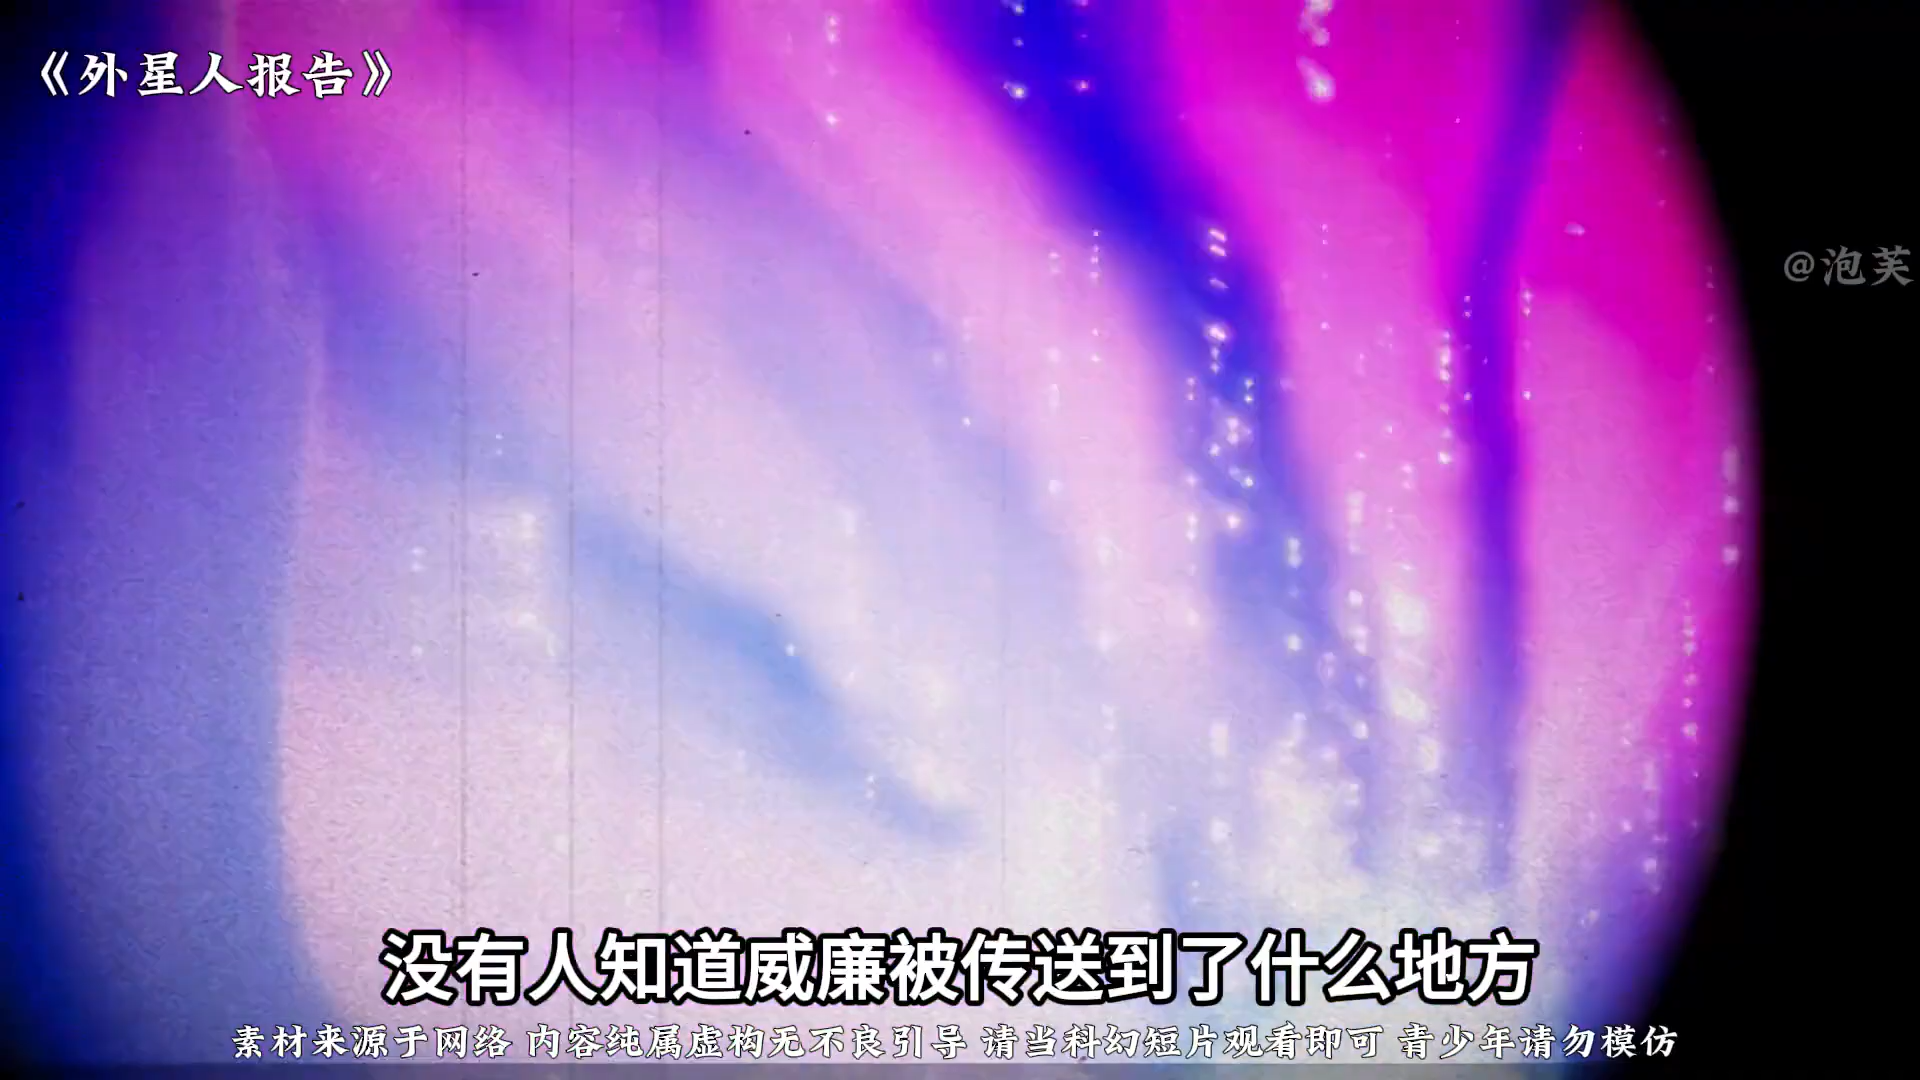 《外星人报告》
@泡芙
没有人知道威廉被传送到了什么地方
素材来源于网络 内容纯属虚构无不良引导 请当科幻短片观看即可 青少年请勿模仿